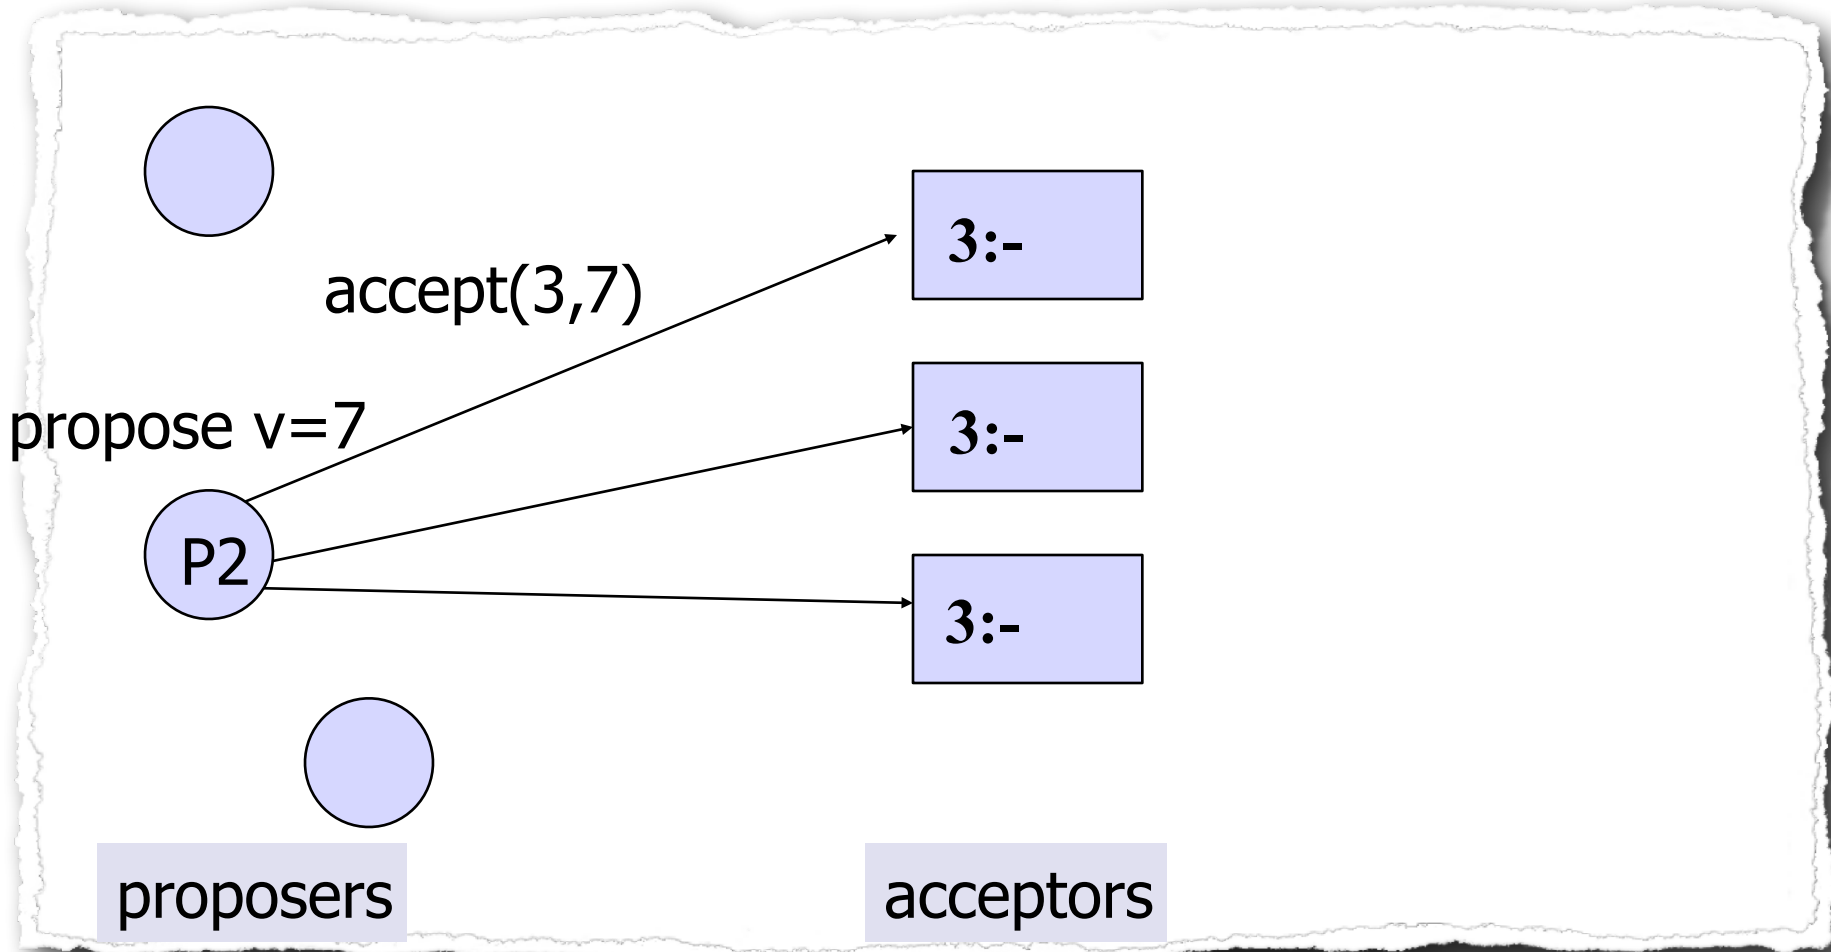 3:-
accept(3,7)
propose v=7
3:-
P2
3:-
proposers
acceptors